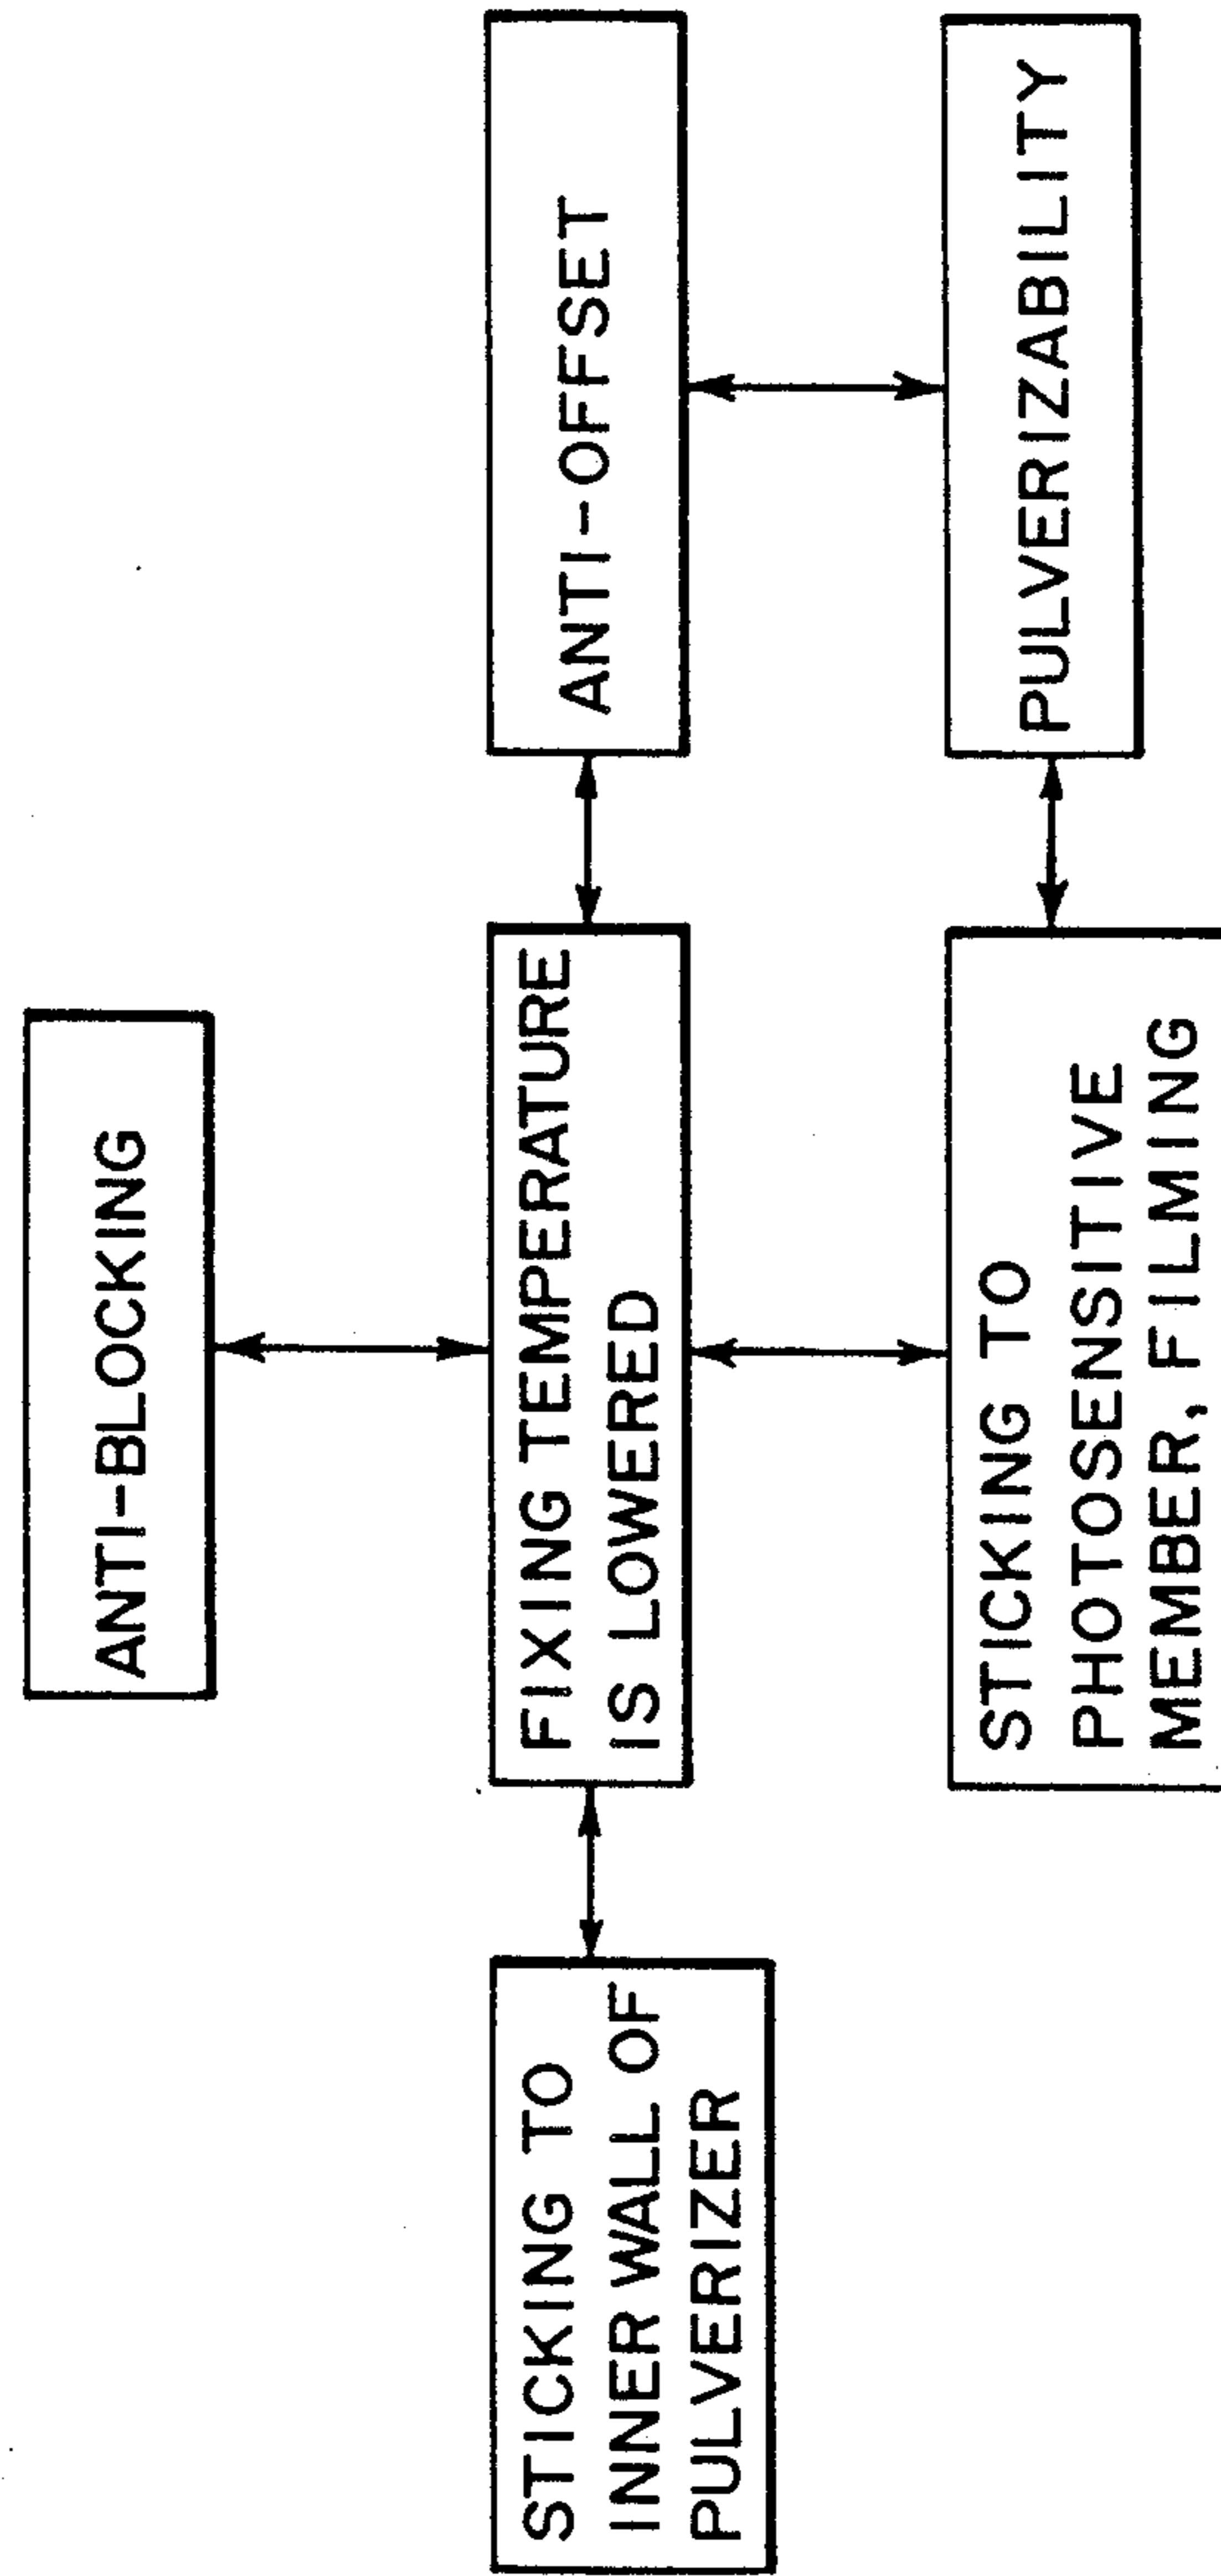 ANTI-BLOCKING
STICKING TO
INNER WALL OF
PULVERIZER
FIXING TEMPERATURE
IS LOWERED
ANTI-OFFSET
STICKING TO
PHOTOSENSITIVE
MEMBER, FILMING
PULVERIZABILITY